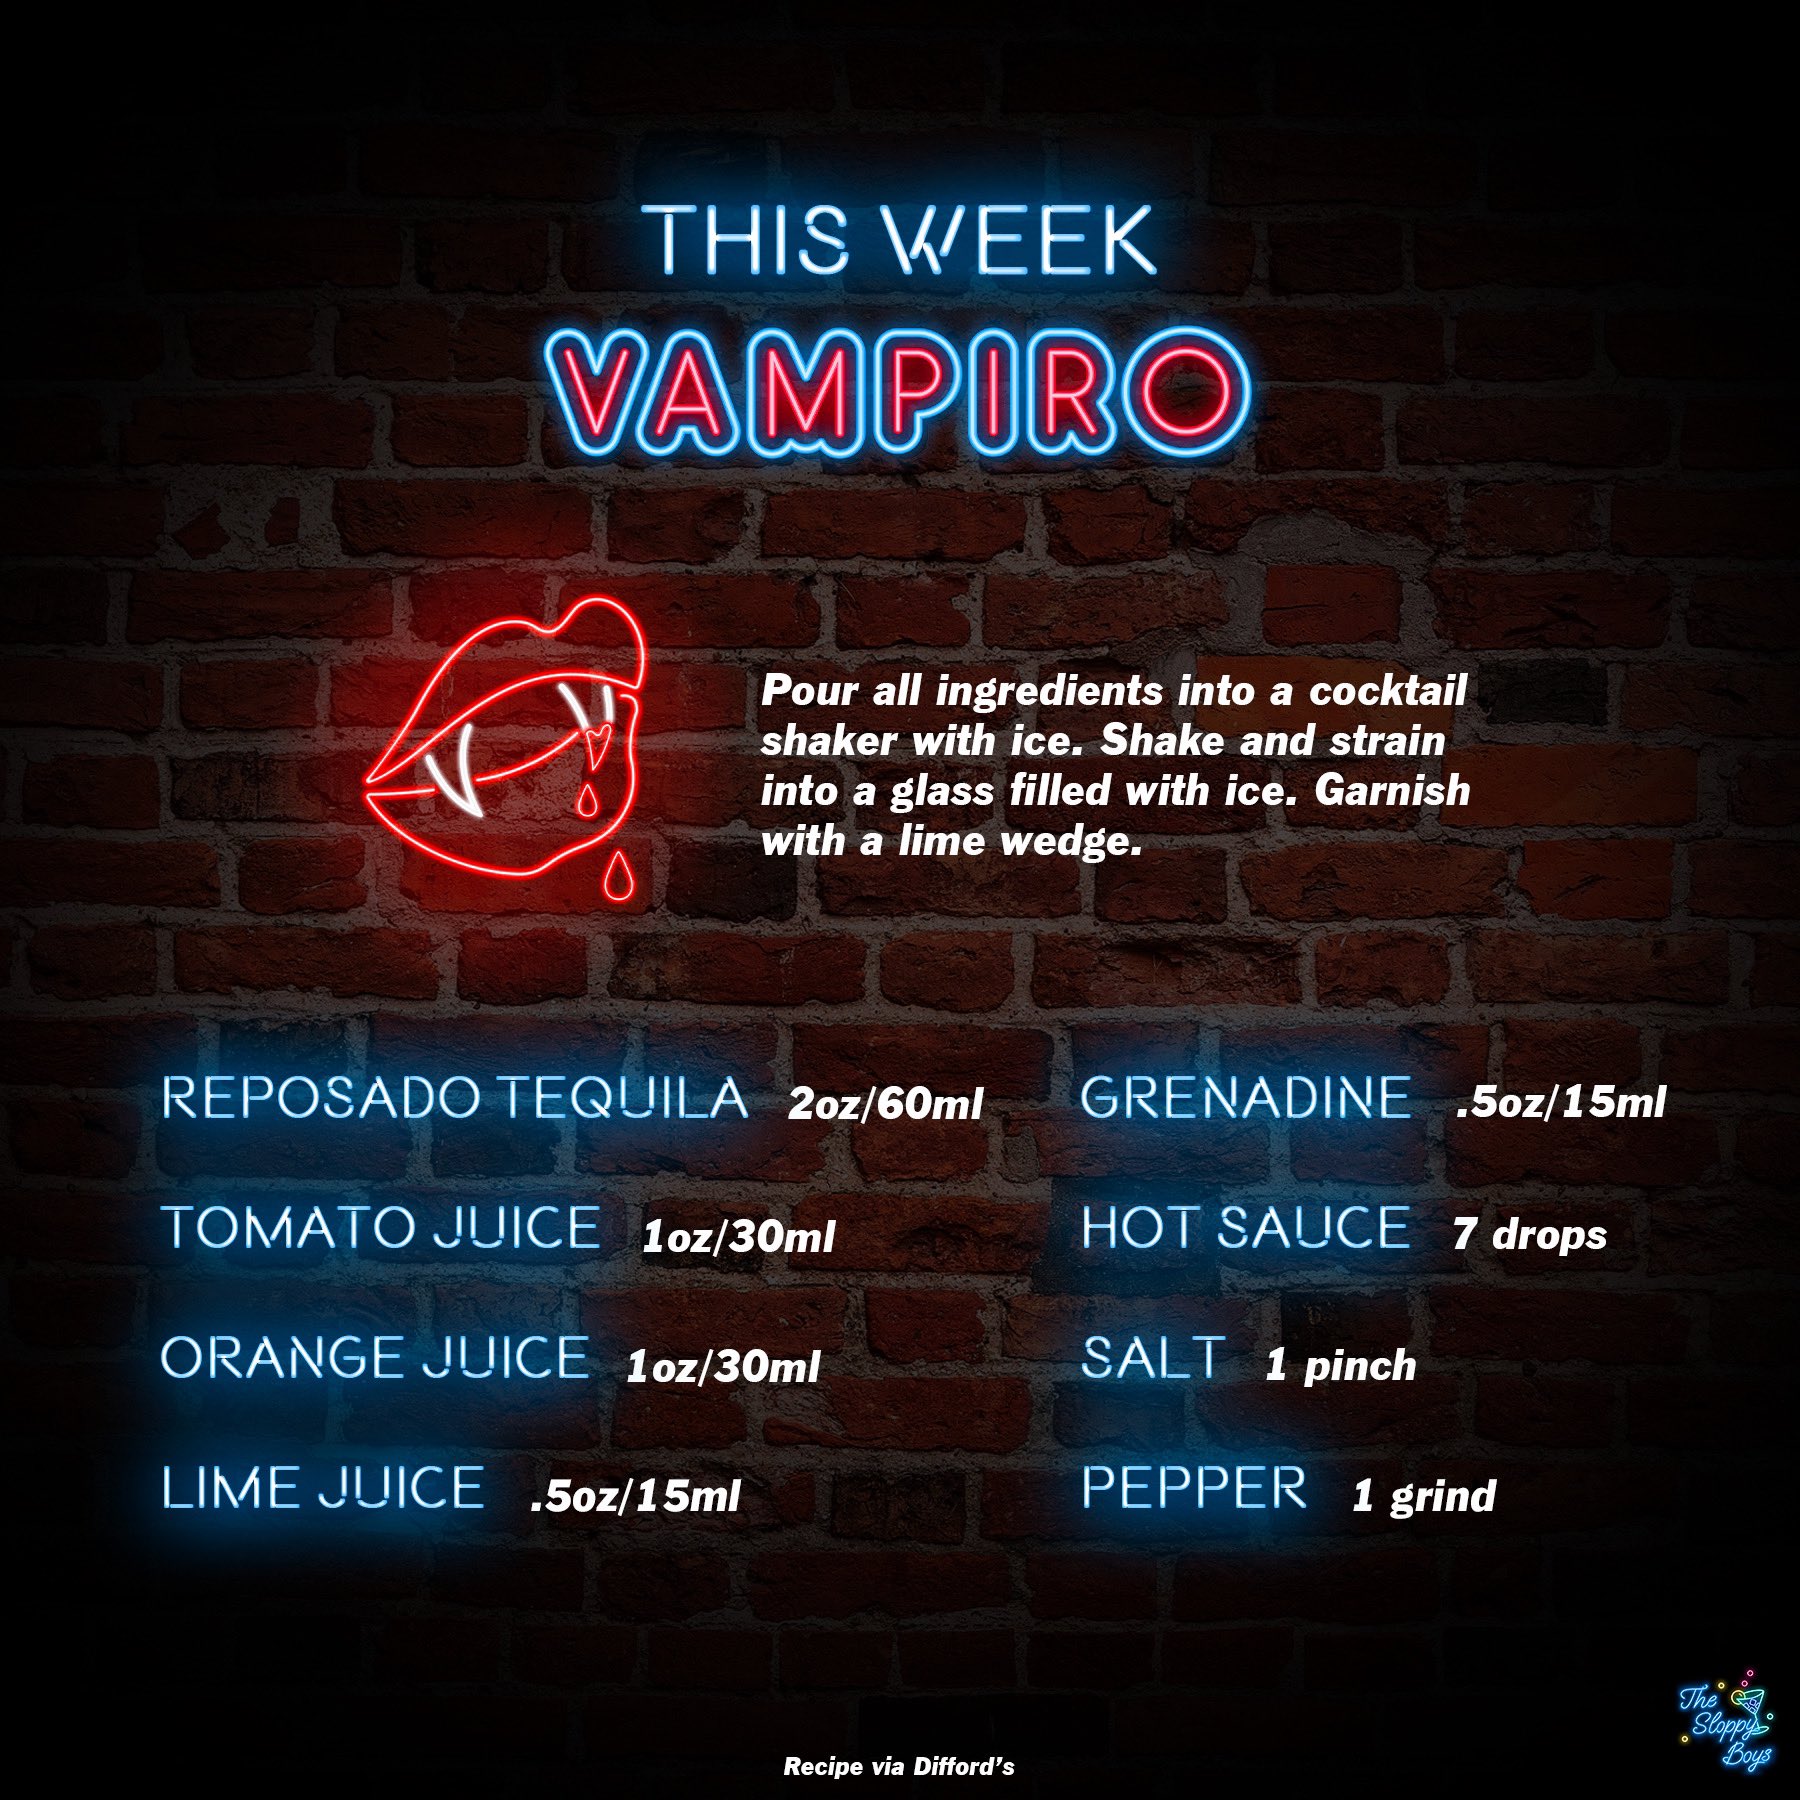 THIS WEEK
VAMPIRO
Pour all ingredients into a cocktail
shaker with ice. Shake and strain
into a glass filled with ice. Garnish
with a lime wedge.
REPOSADO TEQUILA 2oz/60ml
TOMATO JUICE 1oz/30ml
ORANGE JUICE 1oz/30ml
LIME JUICE .5oz/15ml
GRENADINE .5oz/15ml
HOT SAUCE 7 drops
SALT 1 pinch
PEPPER 1 grind
Recipe via Difford's
The
Sloppy
Boys